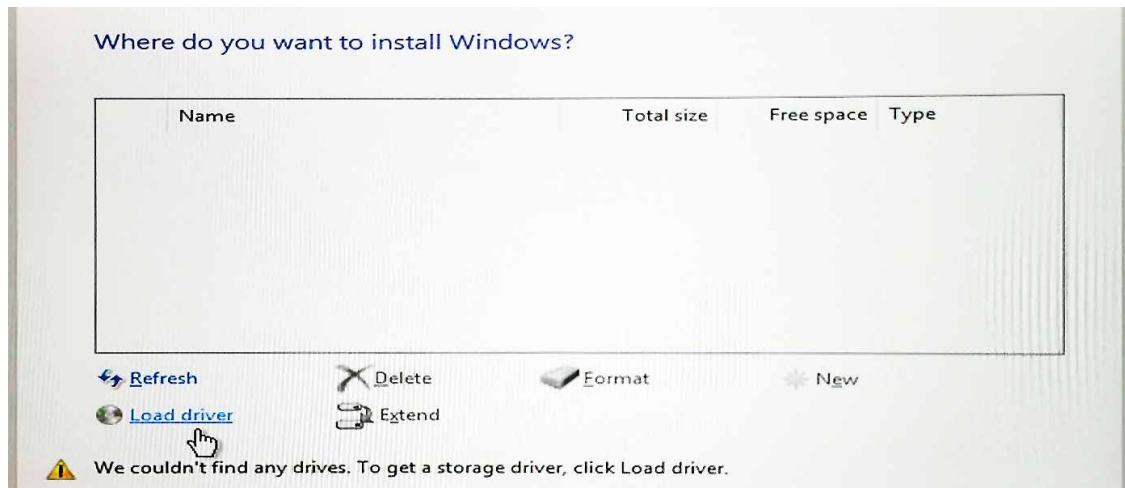 Where do you want to install Windows?
Name Total size Free space Type
Refresh Delete Format New
Load driver Extend
We couldn't find any drives. To get a storage driver, click Load driver.